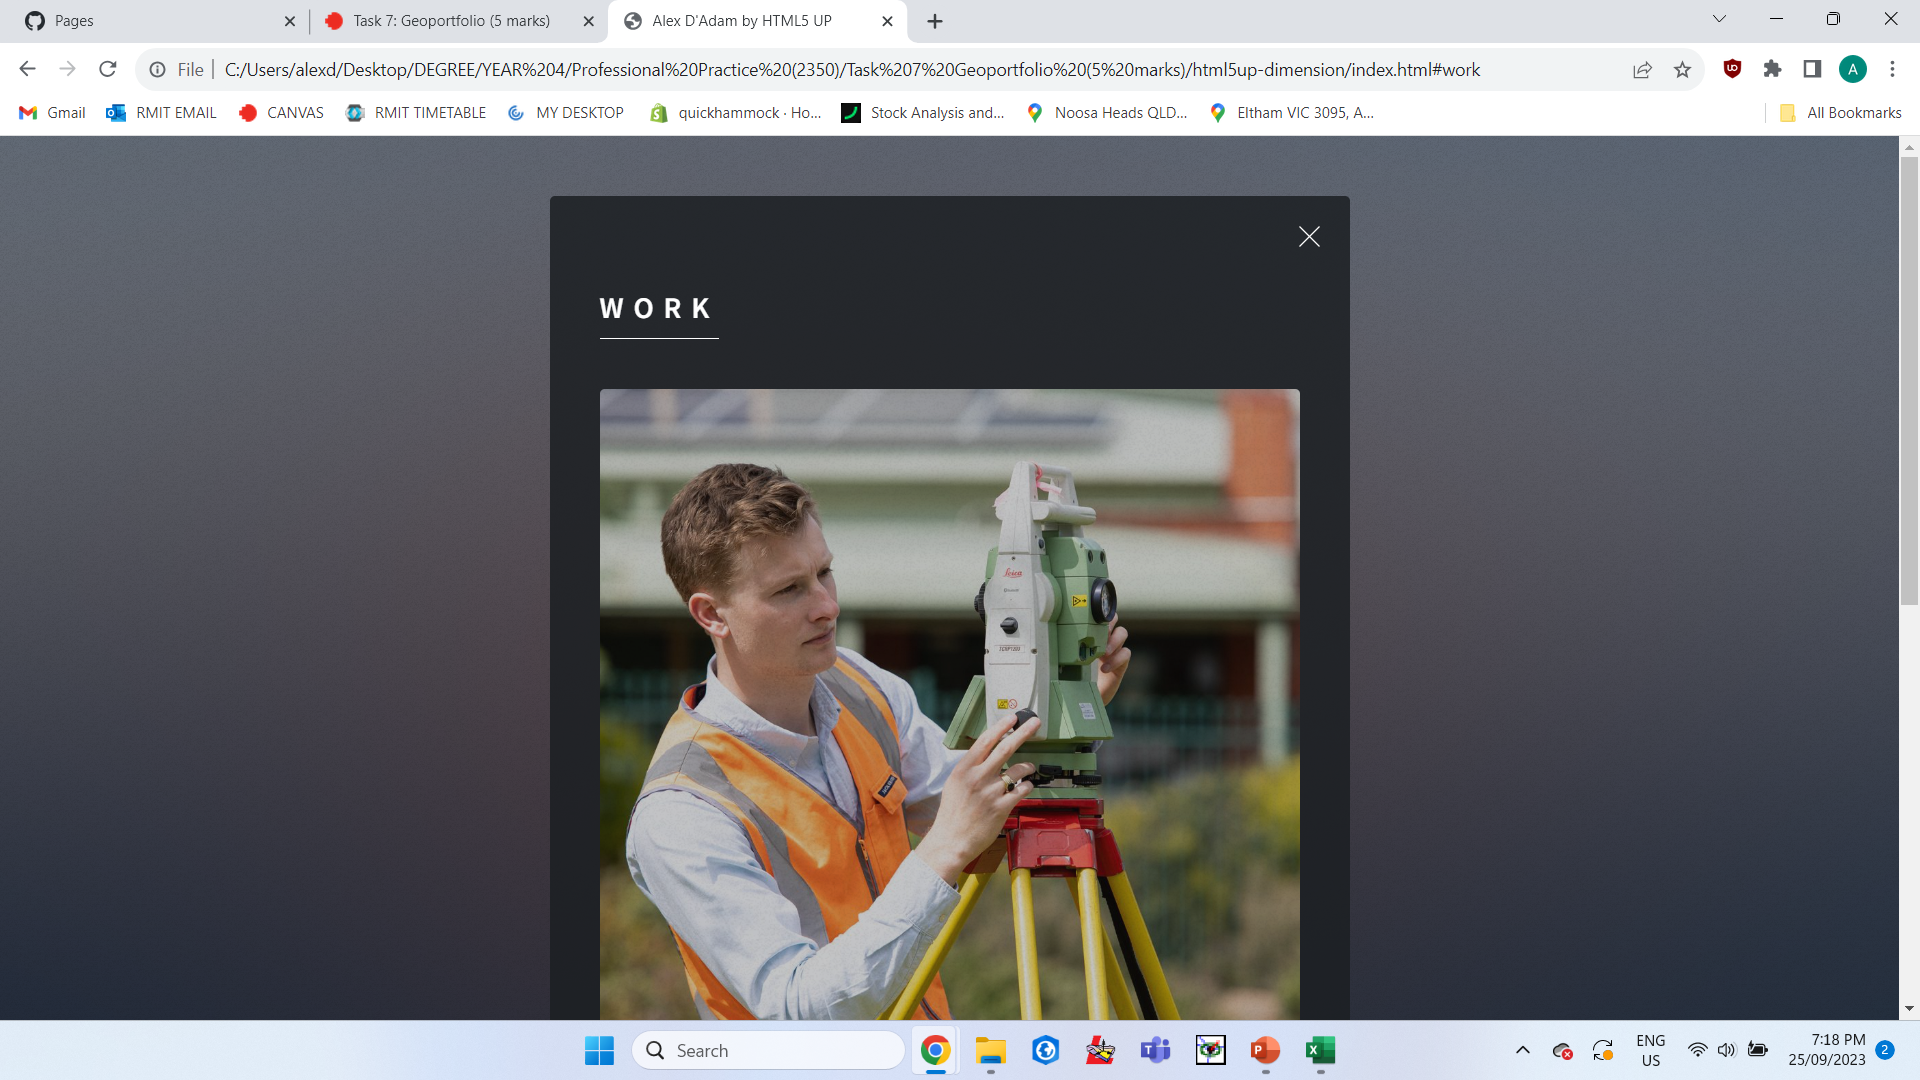 Pages
Task 7: Geoportfolio (5 marks)
Alex D'Adam by HTML5 UP
File
C:/Users/alexd/Desktop/DEGREE/YEAR%204/Professional%20Practice%20(2350)/Task%207%20Geoportfolio%20(5%20marks)/html5up-dimension/index.html#work
A
Gmail
RMIT EMAIL
CANVAS
RMIT TIMETABLE
MY DESKTOP
quickhammock · Ho...
Stock Analysis and...
Noosa Heads QLD...
Eltham VIC 3095, A...
All Bookmarks
WORK
Leica
Search
ENG
US
7:18 PM
25/09/2023
2